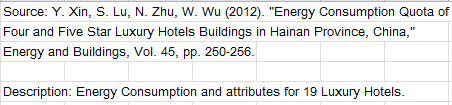 Source: Y. Xin, S. Lu, N. Zhu, W. Wu (2012). "Energy Consumption Quota of
Four and Five Star Luxury Hotels Buildings in Hainan Province, China,"
Energy and Buildings, Vol. 45, pp. 250-256.
Description: Energy Consumption and attributes for 19 Luxury Hotels.